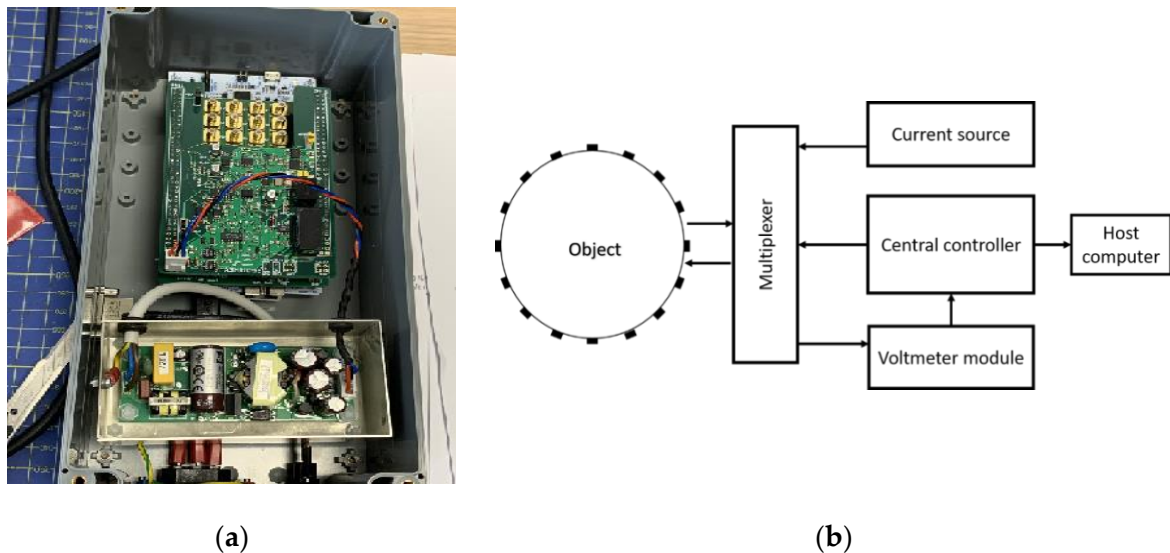 Object
Multiplexer
Current source
Central controller
Voltmeter module
Host
computer
(a)
(b)